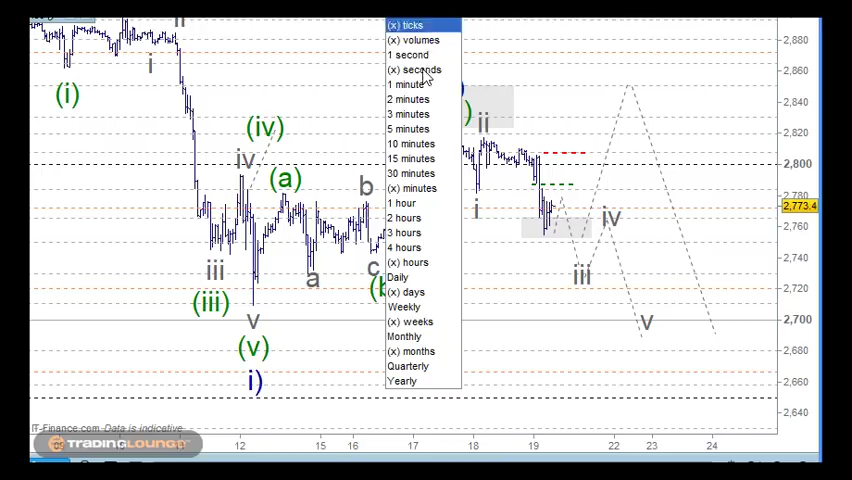 (x) ticks
(x) volumes
1 second
(x) seconds
1 minute
2 minutes
3 minutes
5 minutes
10 minutes
15 minutes
30 minutes
(x) minutes
1 hour
2 hours
3 hours
4 hours
(x) hours
Daily
(x) days
Weekly
(x) weeks
Monthly
(x) months
Quarterly
Yearly
ii
i
(i)
(iv)
iv
(a)
b
iii
(iii)
a
c
(b
v
(v)
i)
)
ii
i
iv
iii
v
2,880
2,860
2,840
2,820
2,800
2,780
2,773.4
2,760
2,740
2,720
2,700
2,680
2,660
2,640
IT-Finance.com Data is indicative
TRADINGLOUNGE
12
15
16
17
18
19
22
23
24